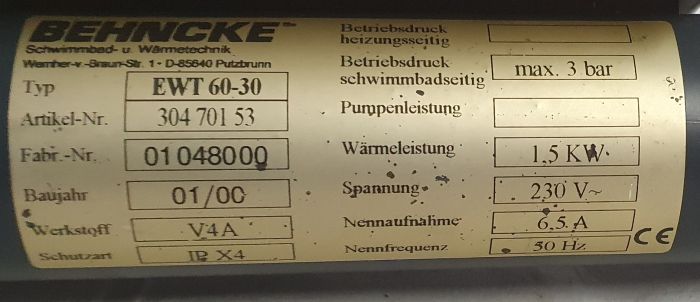 BEHNCKE™
Schwimmbad- u. Wärmetechnik
Wernher-v.-Braun-Str. 1 · D-85640 Putzbrunn
Typ EWT 60-30
Artikel-Nr. 304 701 53
Fabr.-Nr. 01048000
Baujahr 01/00
Werkstoff V4A
Schutzart IP X4
Betriebsdruck
heizungsseitig
Betriebsdruck
schwimmbadseitig max. 3 bar
Pumpenleistung
Wärmeleistung 1,5 KW
Spannung 230 V~
Nennaufnahme 6,5 A
Nennfrequenz 50 Hz
CE